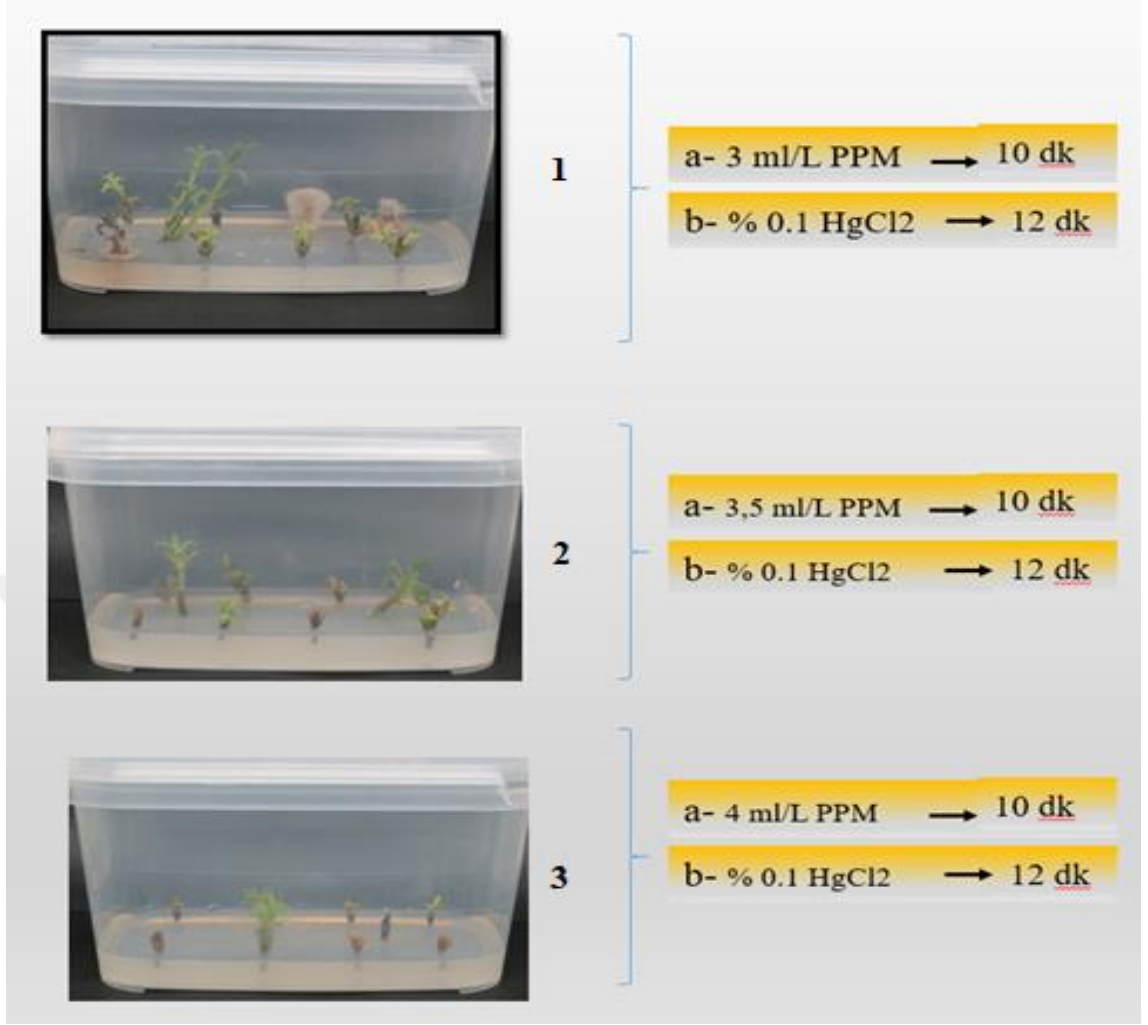 1
a- 3 ml/L PPM → 10 dk
b- % 0.1 HgCl2 → 12 dk
2
a- 3,5 ml/L PPM → 10 dk
b- % 0.1 HgCl2 → 12 dk
3
a- 4 ml/L PPM → 10 dk
b- % 0.1 HgCl2 → 12 dk